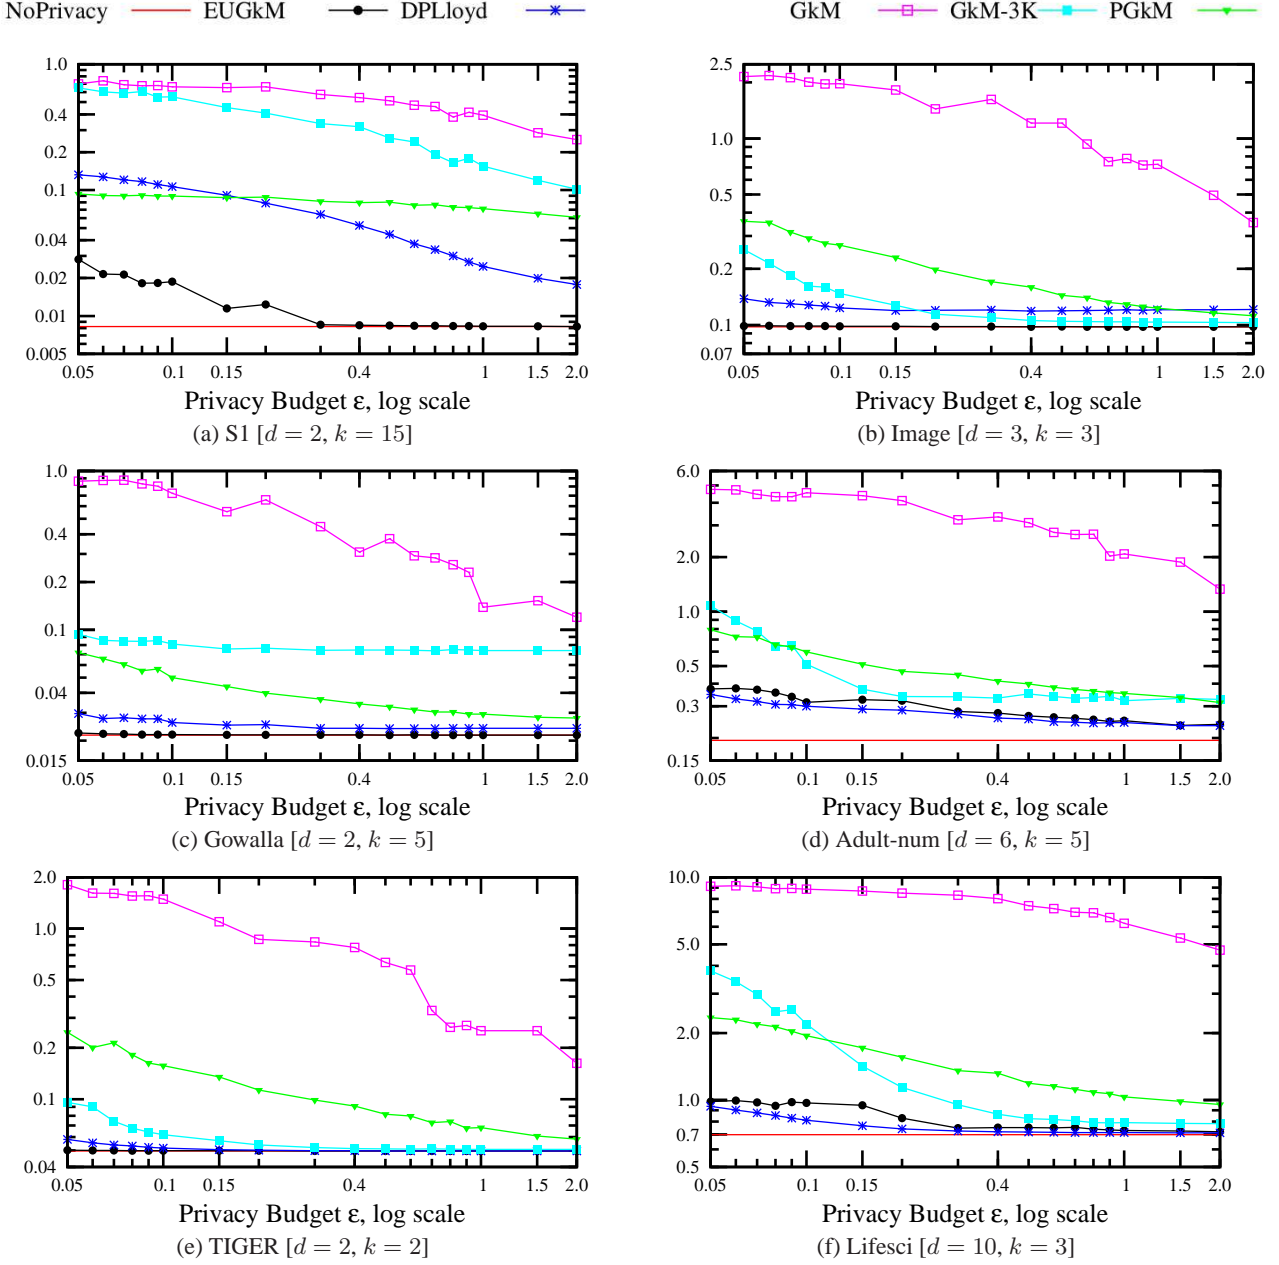 NoPrivacy EUGkM DPLloyd GkM GkM-3K PGkM
1.0
0.4
0.2
0.1
0.04
0.02
0.01
0.005
0.05 0.1 0.15 0.4 1 1.5 2.0
Privacy Budget ε, log scale
(a) S1 [d = 2, k = 15]
2.5
1.0
0.5
0.2
0.1
0.07
0.05 0.1 0.15 0.4 1 1.5 2.0
Privacy Budget ε, log scale
(b) Image [d = 3, k = 3]
1.0
0.4
0.2
0.1
0.04
0.015
0.05 0.1 0.15 0.4 1 1.5 2.0
Privacy Budget ε, log scale
(c) Gowalla [d = 2, k = 5]
6.0
2.0
1.0
0.5
0.3
0.15
0.05 0.1 0.15 0.4 1 1.5 2.0
Privacy Budget ε, log scale
(d) Adult-num [d = 6, k = 5]
2.0
1.0
0.5
0.2
0.1
0.04
0.05 0.1 0.15 0.4 1 1.5 2.0
Privacy Budget ε, log scale
(e) TIGER [d = 2, k = 2]
10.0
5.0
2.0
1.0
0.7
0.5
0.05 0.1 0.15 0.4 1 1.5 2.0
Privacy Budget ε, log scale
(f) Lifesci [d = 10, k = 3]